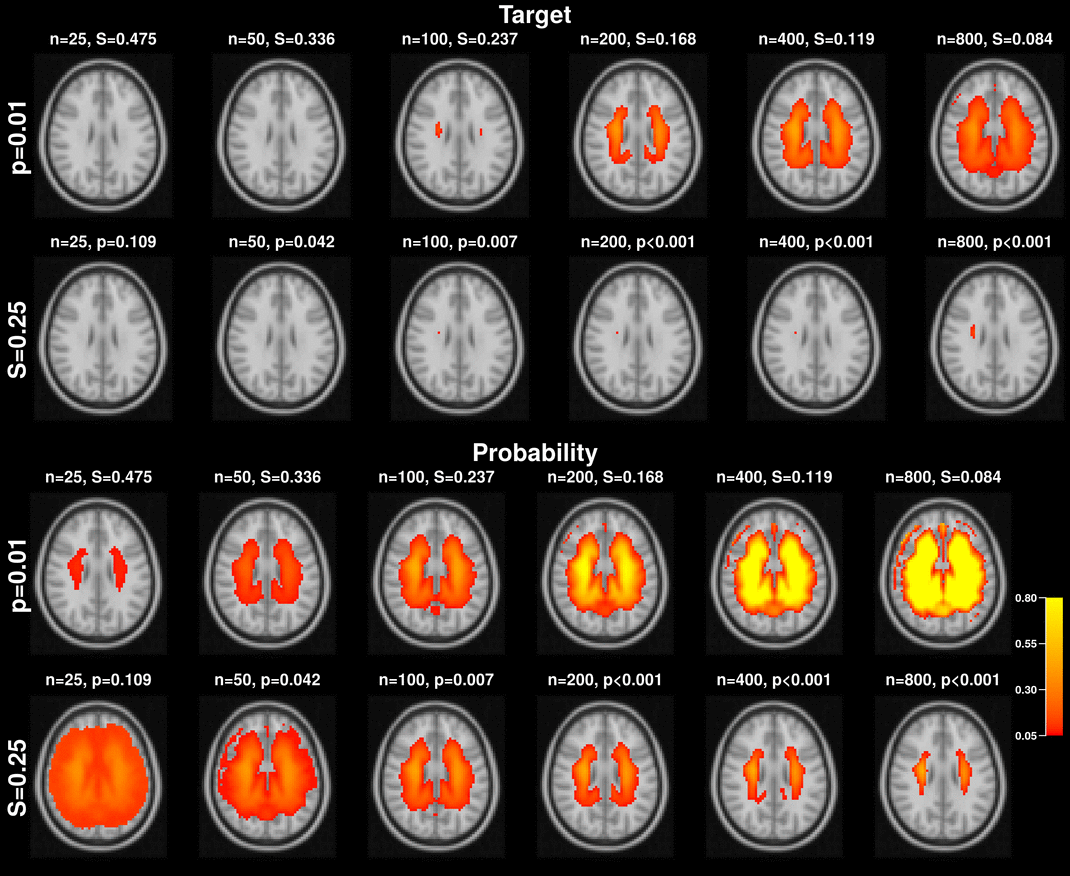 Target
n=25, S=0.475 n=50, S=0.336 n=100, S=0.237 n=200, S=0.168 n=400, S=0.119 n=800, S=0.084
p=0.01
n=25, p=0.109 n=50, p=0.042 n=100, p=0.007 n=200, p<0.001 n=400, p<0.001 n=800, p<0.001
S=0.25
Probability
n=25, S=0.475 n=50, S=0.336 n=100, S=0.237 n=200, S=0.168 n=400, S=0.119 n=800, S=0.084
p=0.01
n=25, p=0.109 n=50, p=0.042 n=100, p=0.007 n=200, p<0.001 n=400, p<0.001 n=800, p<0.001
S=0.25
0.80
0.55
0.30
0.05